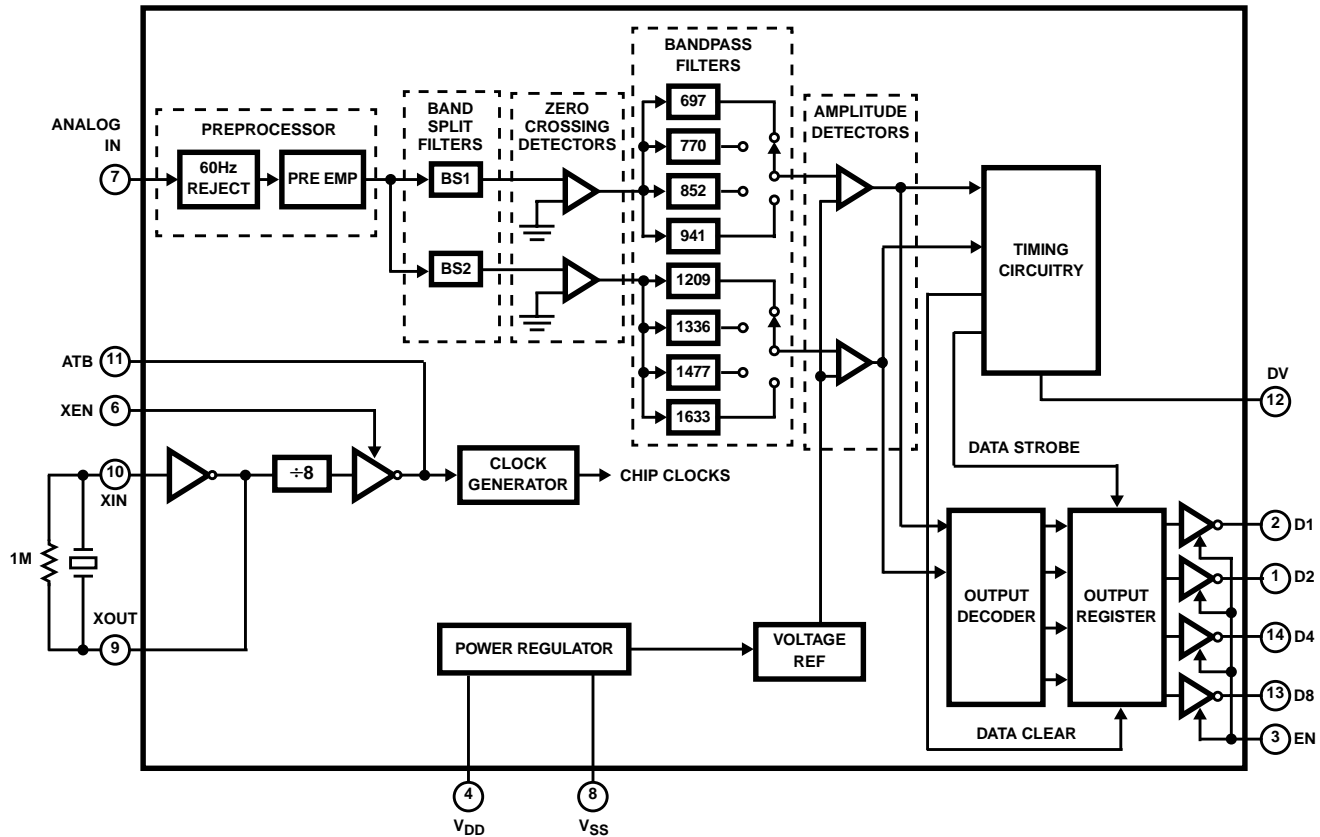 BANDPASS
FILTERS
697
770
852
941
1209
1336
1477
1633
BAND
SPLIT
FILTERS
BS1
BS2
ZERO
CROSSING
DETECTORS
AMPLITUDE
DETECTORS
ANALOG
IN
7
PREPROCESSOR
60Hz
REJECT
PRE EMP
TIMING
CIRCUITRY
ATB
11
XEN
6
10
XIN
÷8
CLOCK
GENERATOR
CHIP CLOCKS
1M
XOUT
9
DV
12
DATA STROBE
OUTPUT
DECODER
OUTPUT
REGISTER
2 D1
1 D2
14 D4
13 D8
3 EN
DATA CLEAR
POWER REGULATOR
VOLTAGE
REF
4
VDD
8
VSS